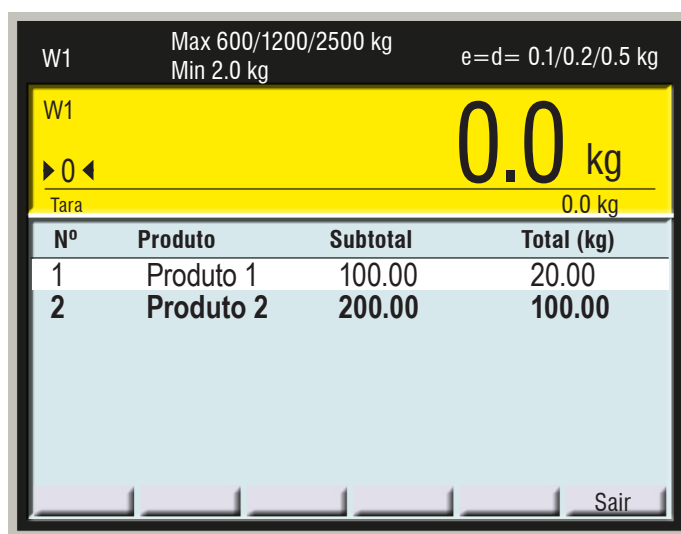 W1 Max 600/1200/2500 kg e=d= 0.1/0.2/0.5 kg
Min 2.0 kg
W1
0.0 kg
0
Tara 0.0 kg
Nº Produto Subtotal Total (kg)
1 Produto 1 100.00 20.00
2 Produto 2 200.00 100.00
Sair